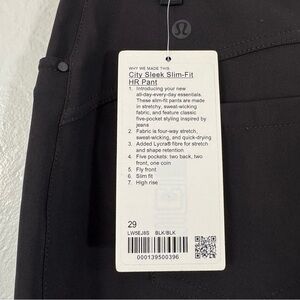 WHY WE MADE THIS
City Sleek Slim-Fit
HR Pant
1. Introducing your new
all-day-every-day essentials.
These slim-fit pants are made
in stretchy, sweat-wicking
fabric, and feature classic
five-pocket styling inspired by
jeans
2. Fabric is four-way stretch,
sweat-wicking, and quick-drying
3. Added Lycra® fibre for stretch
and shape retention
4. Five pockets: two back, two
front, one coin
5. Fly front
6. Slim fit
7. High rise
29
LW5EJ8S BLK/BLK
000139500396